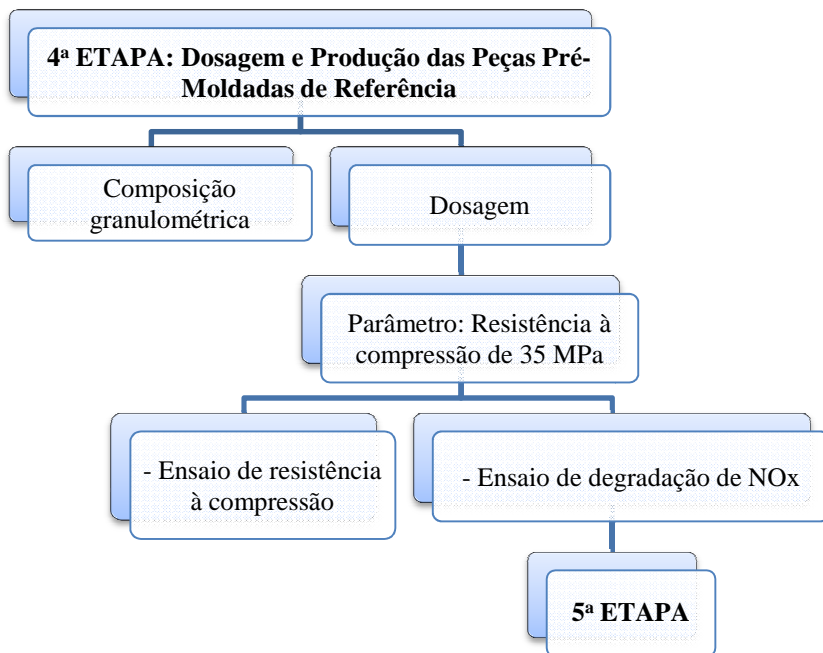 4ª ETAPA: Dosagem e Produção das Peças Pré-
Moldadas de Referência
Composição
granulométrica
Dosagem
Parâmetro: Resistência à
compressão de 35 MPa
- Ensaio de resistência
à compressão
- Ensaio de degradação de NOx
5ª ETAPA